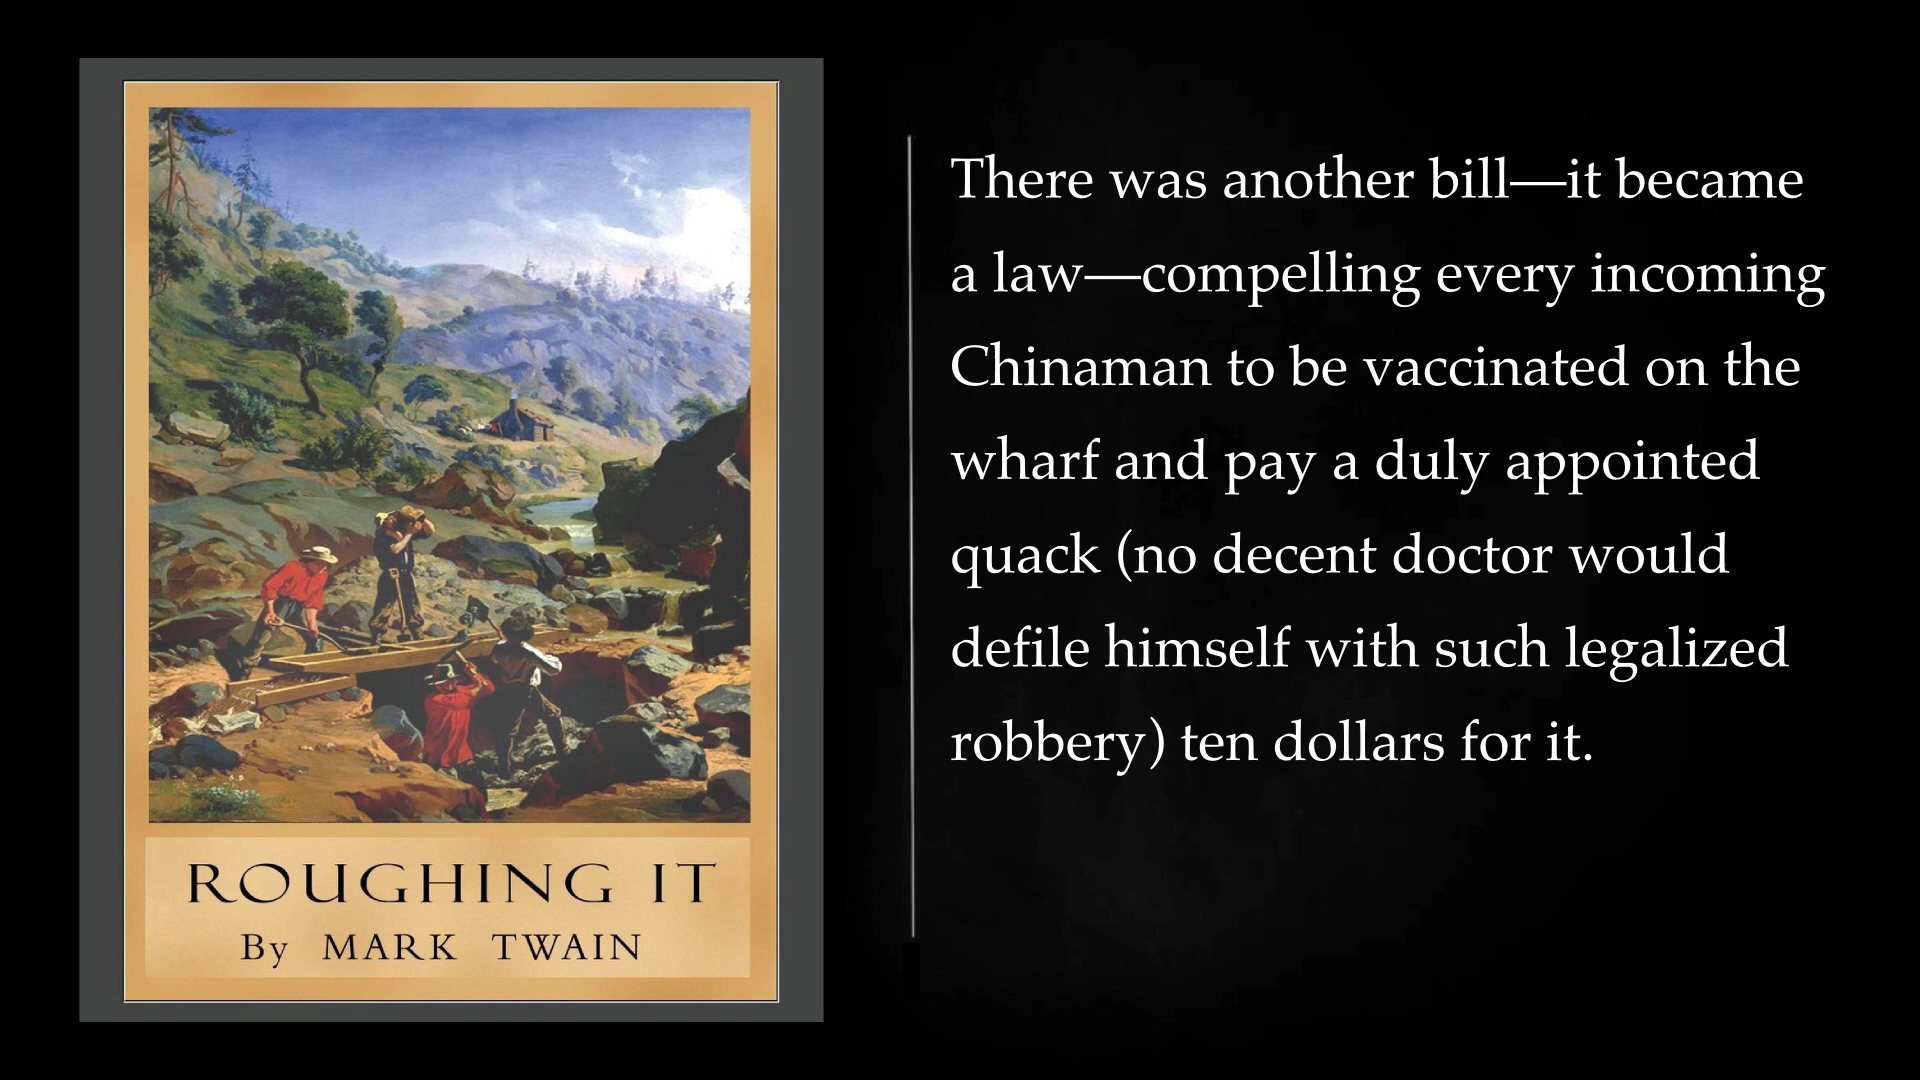 ROUGHING IT
By MARK TWAIN
There was another bill—it became
a law—compelling every incoming
Chinaman to be vaccinated on the
wharf and pay a duly appointed
quack (no decent doctor would
defile himself with such legalized
robbery) ten dollars for it.